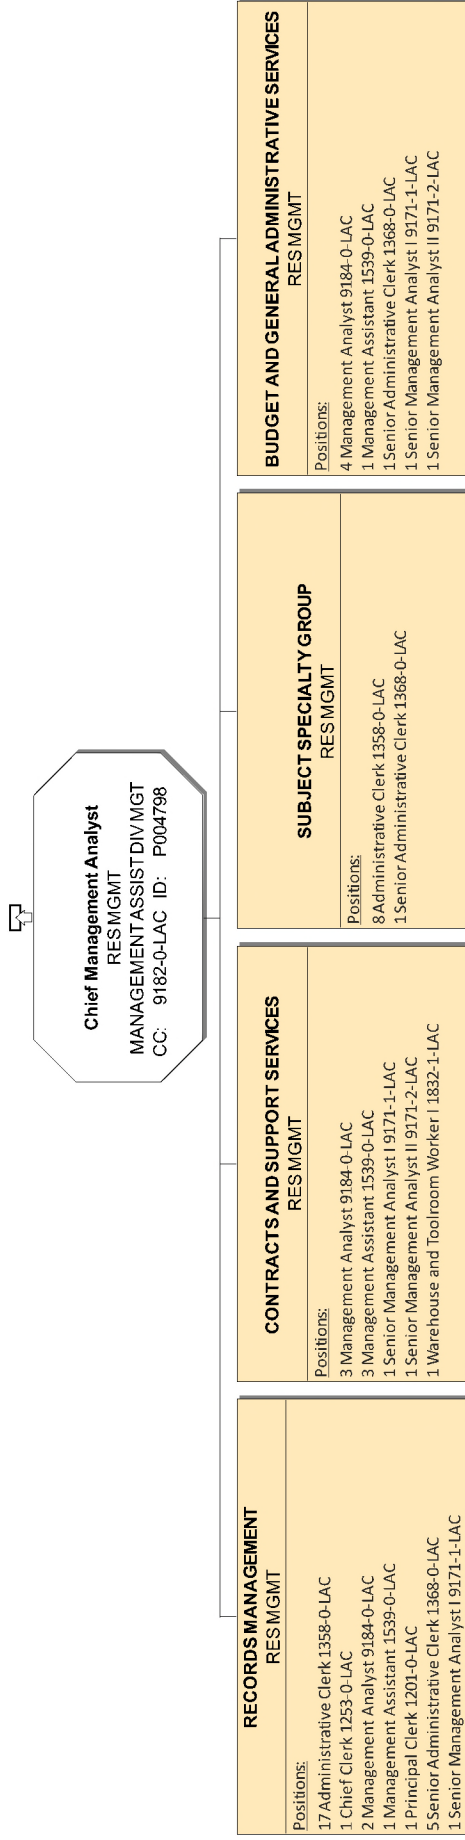 Chief Management Analyst
RES MGMT
MANAGEMENT ASSIST DIV MGT
CC: 9182-0-LAC ID: P004798
RECORDS MANAGEMENT
RES MGMT
Positions:
17 Administrative Clerk 1358-0-LAC
1 Chief Clerk 1253-0-LAC
2 Management Analyst 9184-0-LAC
1 Management Assistant 1539-0-LAC
1 Principal Clerk 1201-0-LAC
5 Senior Administrative Clerk 1368-0-LAC
1 Senior Management Analyst I 9171-1-LAC
CONTRACTS AND SUPPORT SERVICES
RES MGMT
Positions:
3 Management Analyst 9184-0-LAC
3 Management Assistant 1539-0-LAC
1 Senior Management Analyst I 9171-1-LAC
1 Senior Management Analyst II 9171-2-LAC
1 Warehouse and Toolroom Worker I 1832-1-LAC
SUBJECT SPECIALTY GROUP
RES MGMT
Positions:
8 Administrative Clerk 1358-0-LAC
1 Senior Administrative Clerk 1368-0-LAC
BUDGET AND GENERAL ADMINISTRATIVE SERVICES
RES MGMT
Positions:
4 Management Analyst 9184-0-LAC
1 Management Assistant 1539-0-LAC
1 Senior Administrative Clerk 1368-0-LAC
1 Senior Management Analyst I 9171-1-LAC
1 Senior Management Analyst II 9171-2-LAC